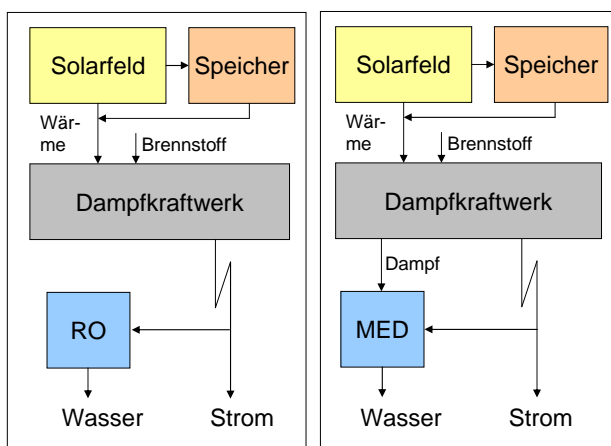 Solarfeld
Speicher
Wär-
me
Brennstoff
Dampfkraftwerk
RO
Wasser
Strom
Solarfeld
Speicher
Wär-
me
Brennstoff
Dampfkraftwerk
Dampf
MED
Wasser
Strom